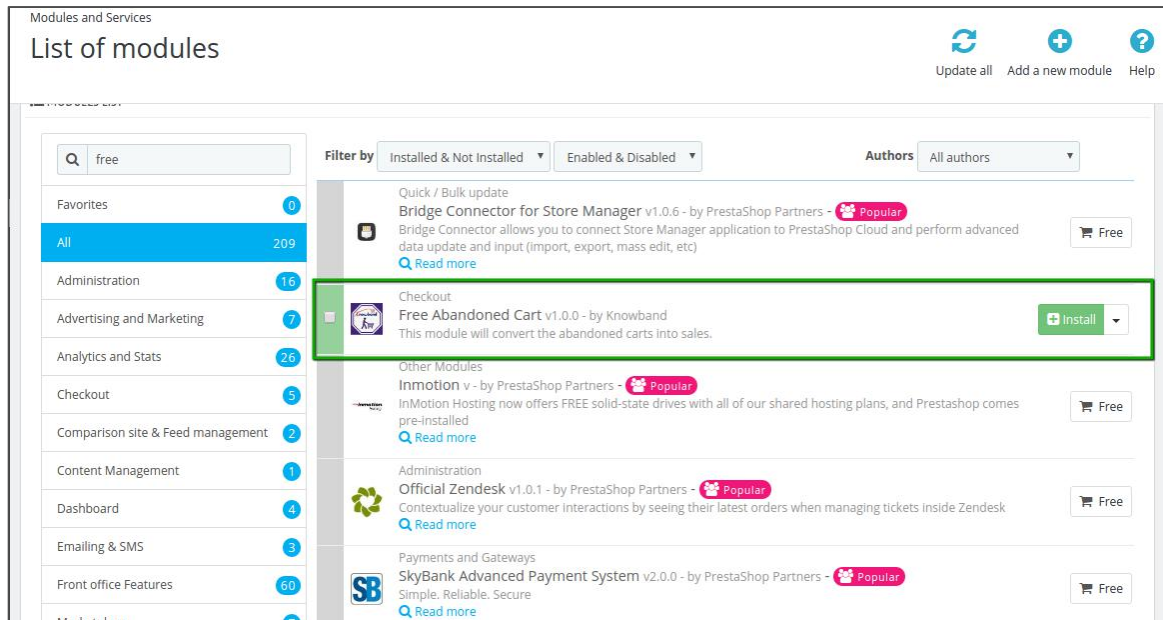 Modules and Services
List of modules
Update all
Add a new module
Help
MODULES LIST
free
Filter by
Installed & Not Installed
Enabled & Disabled
Authors
All authors
Favorites 0
All 209
Administration 16
Advertising and Marketing 7
Analytics and Stats 26
Checkout 5
Comparison site & Feed management 2
Content Management 1
Dashboard 4
Emailing & SMS 3
Front office Features 60
Quick / Bulk update
Bridge Connector for Store Manager v1.0.6 - by PrestaShop Partners - Popular
Bridge Connector allows you to connect Store Manager application to PrestaShop Cloud and perform advanced
data update and input (import, export, mass edit, etc)
Read more
Free
Checkout
Free Abandoned Cart v1.0.0 - by Knowband
This module will convert the abandoned carts into sales.
Install
Other Modules
Inmotion v - by PrestaShop Partners - Popular
InMotion Hosting now offers FREE solid-state drives with all of our shared hosting plans, and Prestashop comes
pre-installed
Read more
Free
Administration
Official Zendesk v1.0.1 - by PrestaShop Partners - Popular
Contextualize your customer interactions by seeing their latest orders when managing tickets inside Zendesk
Read more
Free
Payments and Gateways
SB
SkyBank Advanced Payment System v2.0.0 - by PrestaShop Partners - Popular
Simple. Reliable. Secure
Read more
Free